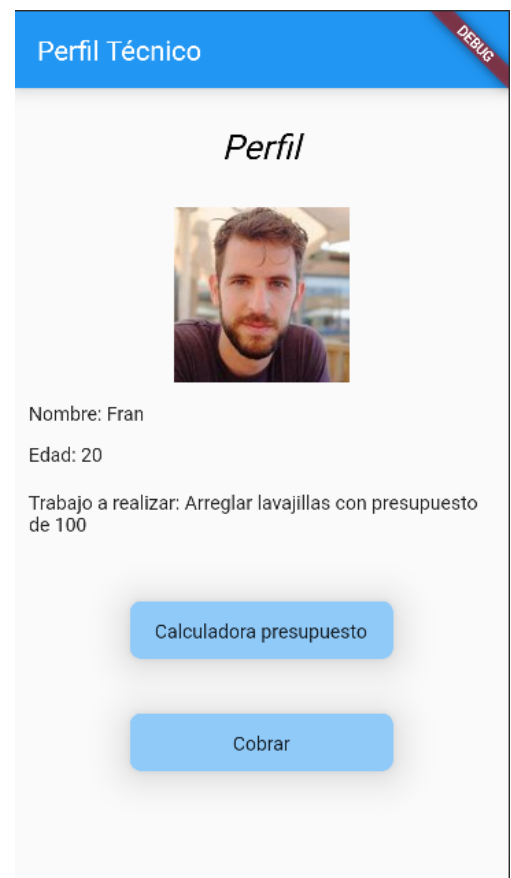 Perfil Técnico
DEBUG
Perfil
Nombre: Fran
Edad: 20
Trabajo a realizar: Arreglar lavajillas con presupuesto
de 100
Calculadora presupuesto
Cobrar